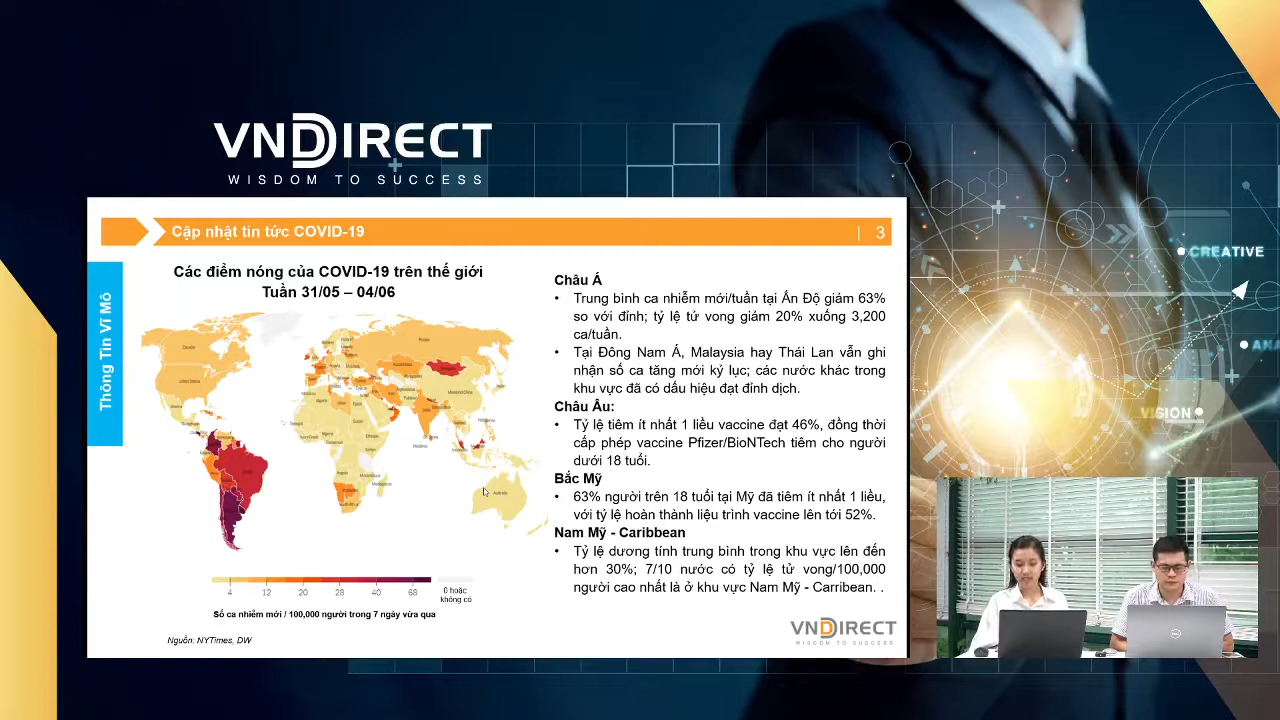 VNDIRECT
WISDOM TO SUCCESS
Cập nhật tin tức COVID-19
| 3
Thông Tin Vĩ Mô
Các điểm nóng của COVID-19 trên thế giới
Tuần 31/05 – 04/06
4 12 20 28 40 68
0 hoặc
không có
Số ca nhiễm mới / 100,000 người trong 7 ngày vừa qua
Nguồn: NYTimes, DW
Châu Á
• Trung bình ca nhiễm mới/tuần tại Ấn Độ giảm 63%
so với đỉnh; tỷ lệ tử vong giảm 20% xuống 3,200
ca/tuần.
• Tại Đông Nam Á, Malaysia hay Thái Lan vẫn ghi
nhận số ca tăng mới kỷ lục; các nước khác trong
khu vực đã có dấu hiệu đạt đỉnh dịch.
Châu Âu:
• Tỷ lệ tiêm ít nhất 1 liều vaccine đạt 46%, đồng thời
cấp phép vaccine Pfizer/BioNTech tiêm cho người
dưới 18 tuổi.
Bắc Mỹ
• 63% người trên 18 tuổi tại Mỹ đã tiêm ít nhất 1 liều,
với tỷ lệ hoàn thành liệu trình vaccine lên tới 52%.
Nam Mỹ - Caribbean
• Tỷ lệ dương tính trung bình trong khu vực lên đến
hơn 30%; 7/10 nước có tỷ lệ tử vong/100,000
người cao nhất là ở khu vực Nam Mỹ - Carribean. .
VNDIRECT
WISDOM TO SUCCESS
CREATIVE
VISION